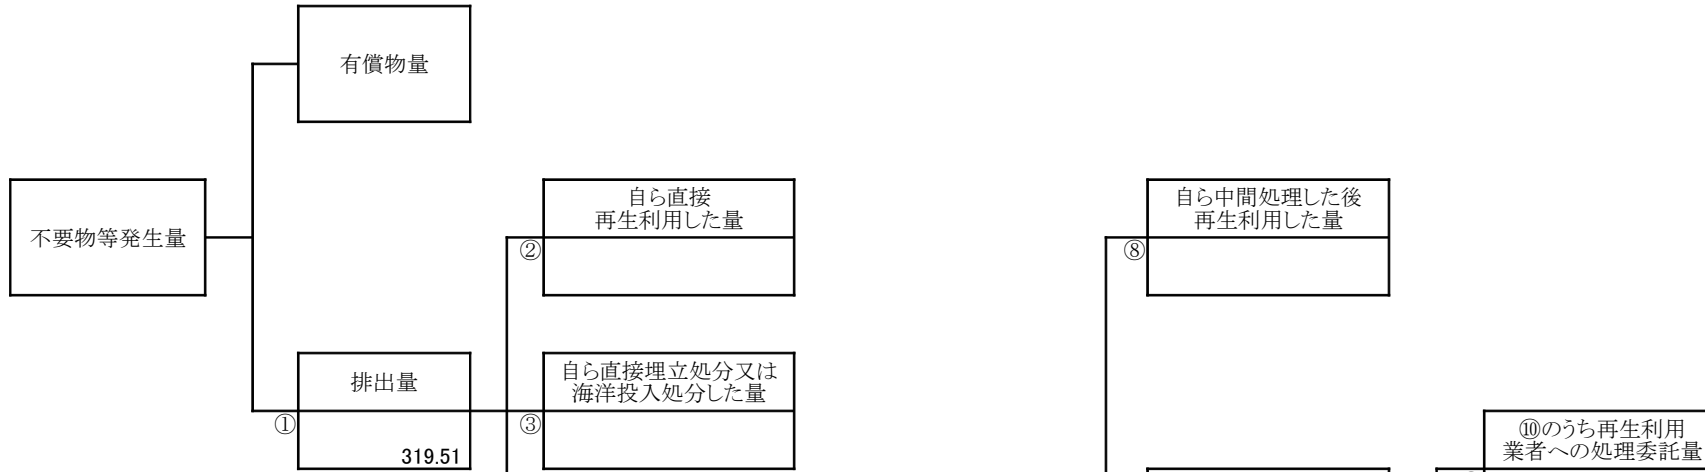 有償物量
不要物等発生量
自ら直接
再生利用した量
②
自ら中間処理した後
再生利用した量
⑧
排出量
①
319.51
自ら直接埋立処分又は
海洋投入処分した量
③
⑩のうち再生利用
業者への処理委託量